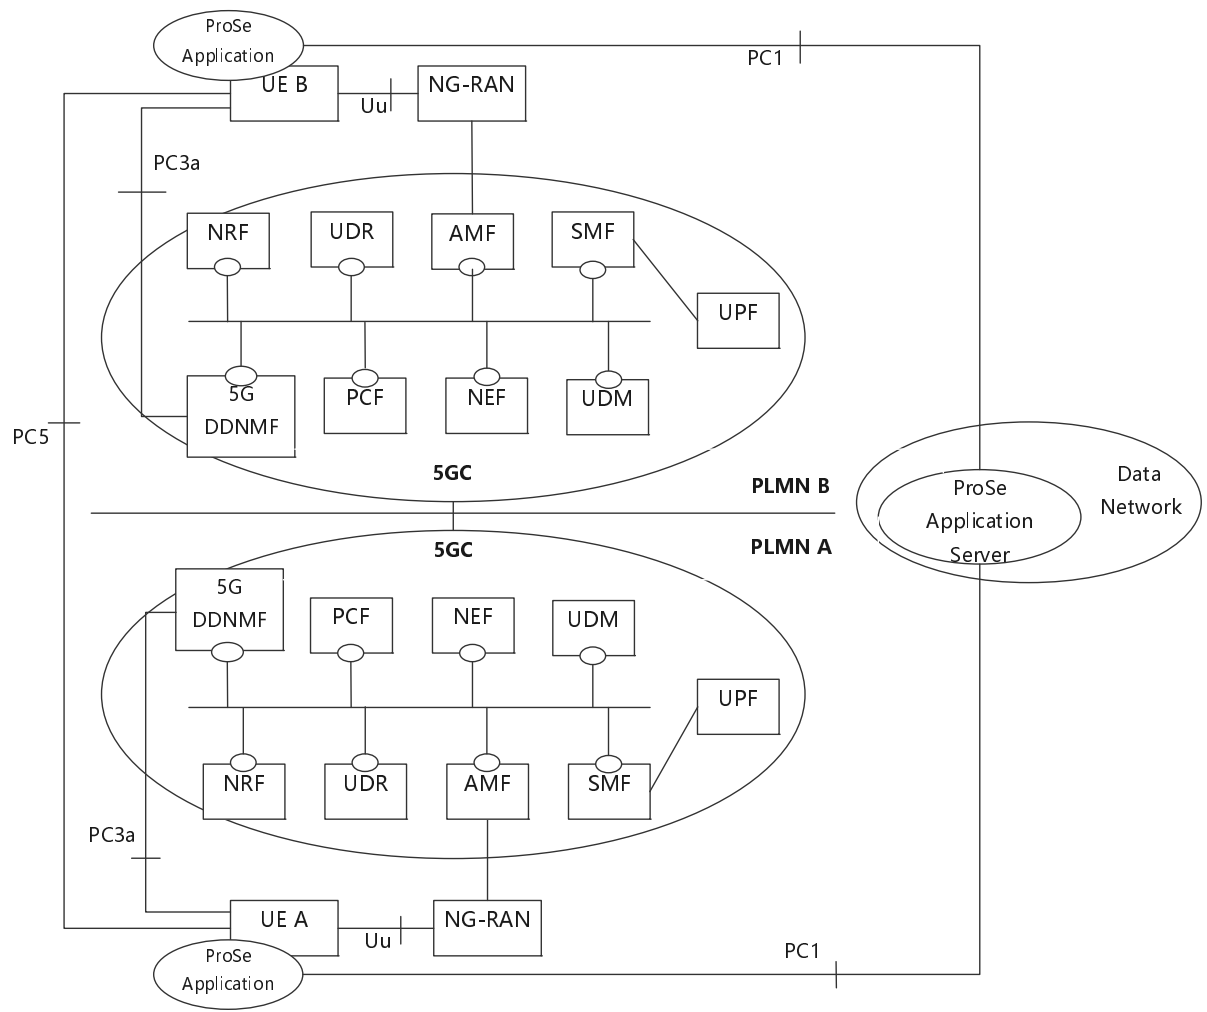 ProSe
Application
PC1
UE B
Uu
NG-RAN
PC3a
NRF
UDR
AMF
SMF
UPF
5G
DDNMF
PCF
NEF
UDM
PC5
5GC
PLMN B
Data
Network
ProSe
Application
Server
5GC
PLMN A
5G
DDNMF
PCF
NEF
UDM
UPF
NRF
UDR
AMF
SMF
PC3a
UE A
Uu
NG-RAN
ProSe
Application
PC1